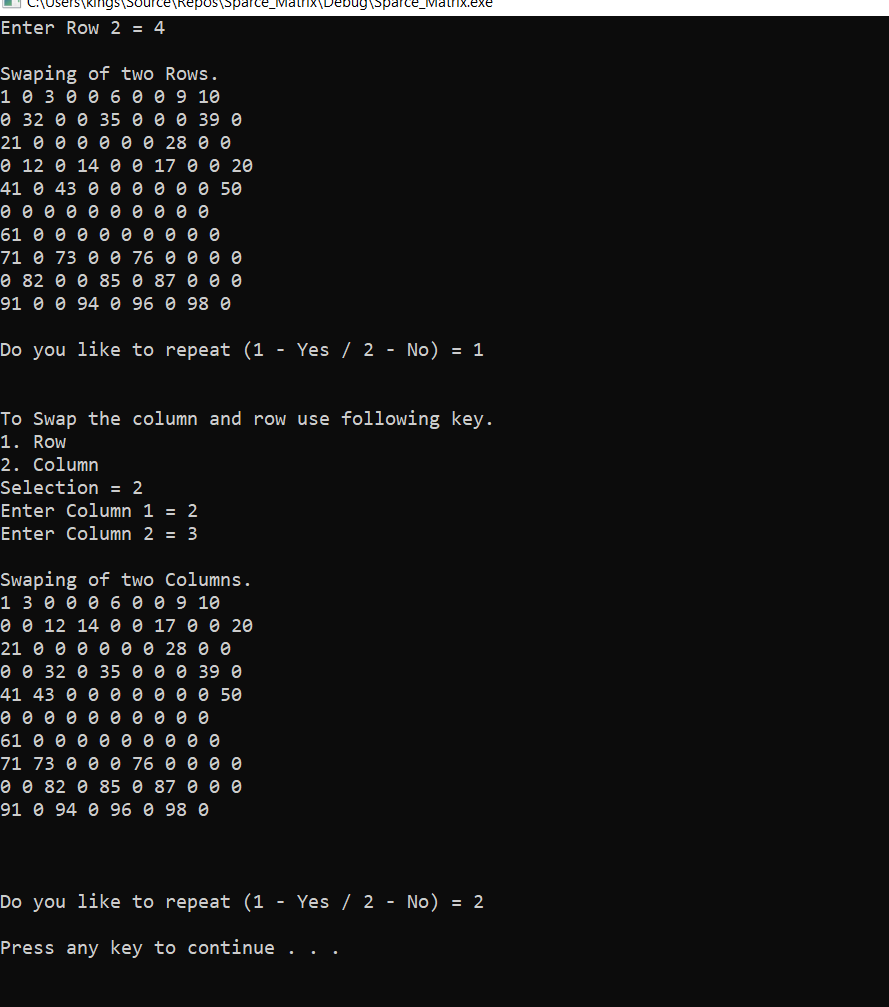 C:\Users\kings\Source\Repos\Sparce_Matrix\Debug\Sparce_Matrix.exe
Enter Row 2 = 4
Swaping of two Rows.
1 0 3 0 0 6 0 0 9 10
0 32 0 0 35 0 0 0 39 0
21 0 0 0 0 0 0 28 0 0
0 12 0 14 0 0 17 0 0 20
41 0 43 0 0 0 0 0 0 50
0 0 0 0 0 0 0 0 0 0
61 0 0 0 0 0 0 0 0 0
71 0 73 0 0 76 0 0 0 0
0 82 0 0 85 0 87 0 0 0
91 0 0 94 0 96 0 98 0
Do you like to repeat (1 - Yes / 2 - No) = 1
To Swap the column and row use following key.
1. Row
2. Column
Selection = 2
Enter Column 1 = 2
Enter Column 2 = 3
Swaping of two Columns.
1 3 0 0 0 6 0 0 9 10
0 0 12 14 0 0 17 0 0 20
21 0 0 0 0 0 0 28 0 0
0 0 32 0 35 0 0 0 39 0
41 43 0 0 0 0 0 0 0 50
0 0 0 0 0 0 0 0 0 0
61 0 0 0 0 0 0 0 0 0
71 73 0 0 0 76 0 0 0 0
0 0 82 0 85 0 87 0 0 0
91 0 94 0 96 0 98 0
Do you like to repeat (1 - Yes / 2 - No) = 2
Press any key to continue . . .